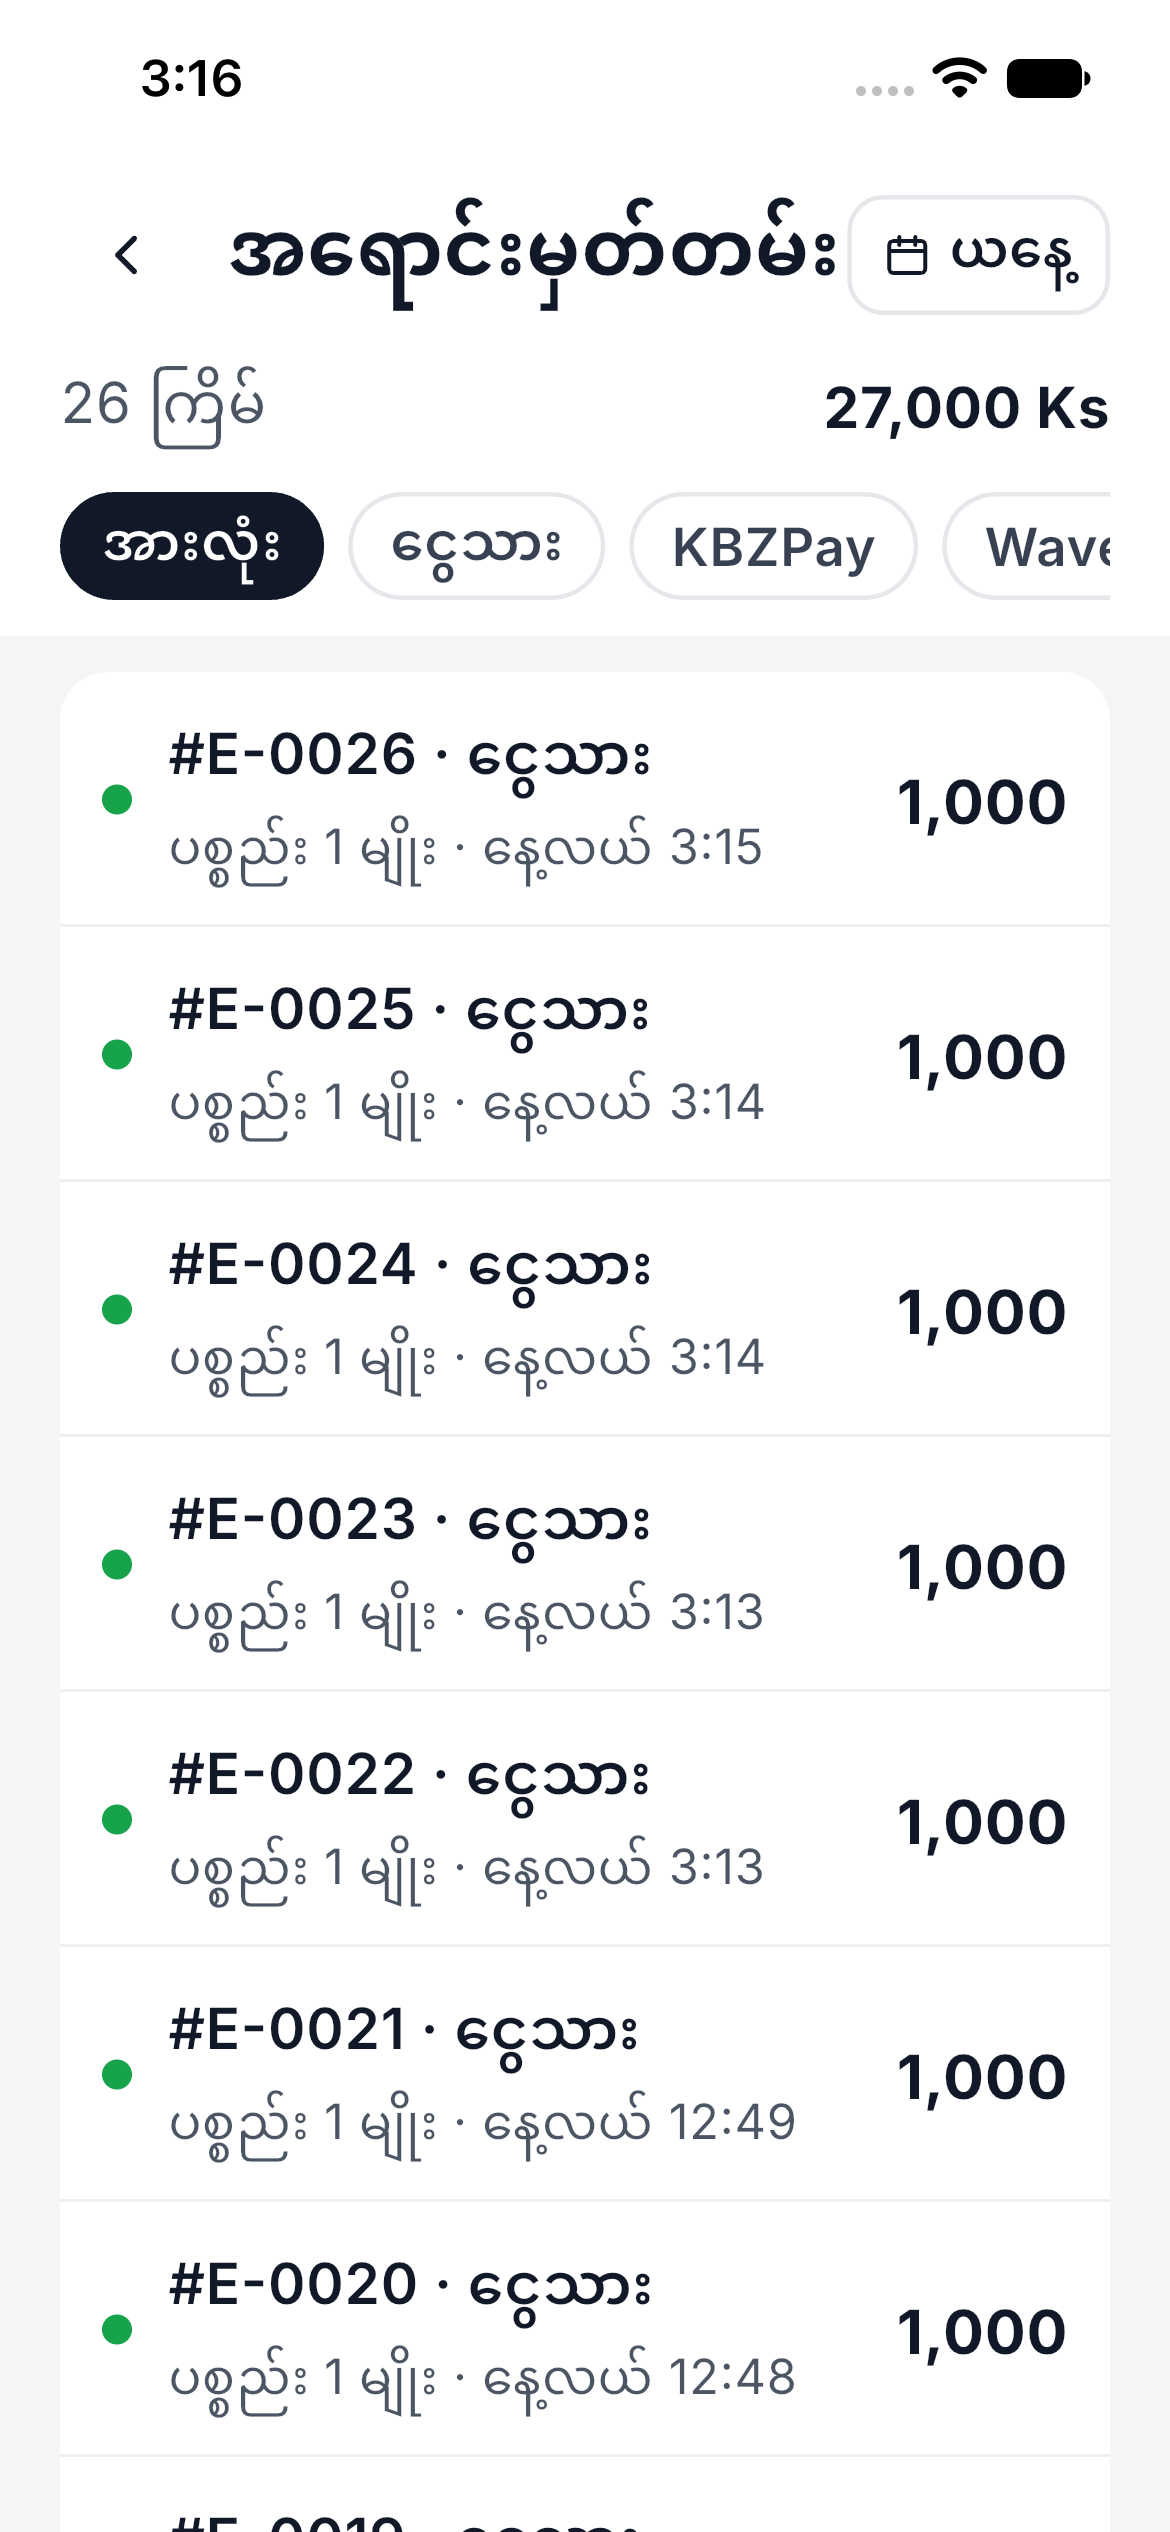 3:16
အရောင်းမှတ်တမ်း ယနေ့
26 ကြိမ် 27,000 Ks
အားလုံး ငွေသား KBZPay Wave
#E-0026 · ငွေသား
ပစ္စည်း 1 မျိုး · နေ့လယ် 3:15
1,000
#E-0025 · ငွေသား
ပစ္စည်း 1 မျိုး · နေ့လယ် 3:14
1,000
#E-0024 · ငွေသား
ပစ္စည်း 1 မျိုး · နေ့လယ် 3:14
1,000
#E-0023 · ငွေသား
ပစ္စည်း 1 မျိုး · နေ့လယ် 3:13
1,000
#E-0022 · ငွေသား
ပစ္စည်း 1 မျိုး · နေ့လယ် 3:13
1,000
#E-0021 · ငွေသား
ပစ္စည်း 1 မျိုး · နေ့လယ် 12:49
1,000
#E-0020 · ငွေသား
ပစ္စည်း 1 မျိုး · နေ့လယ် 12:48
1,000
#E-0019 · ငွေသား